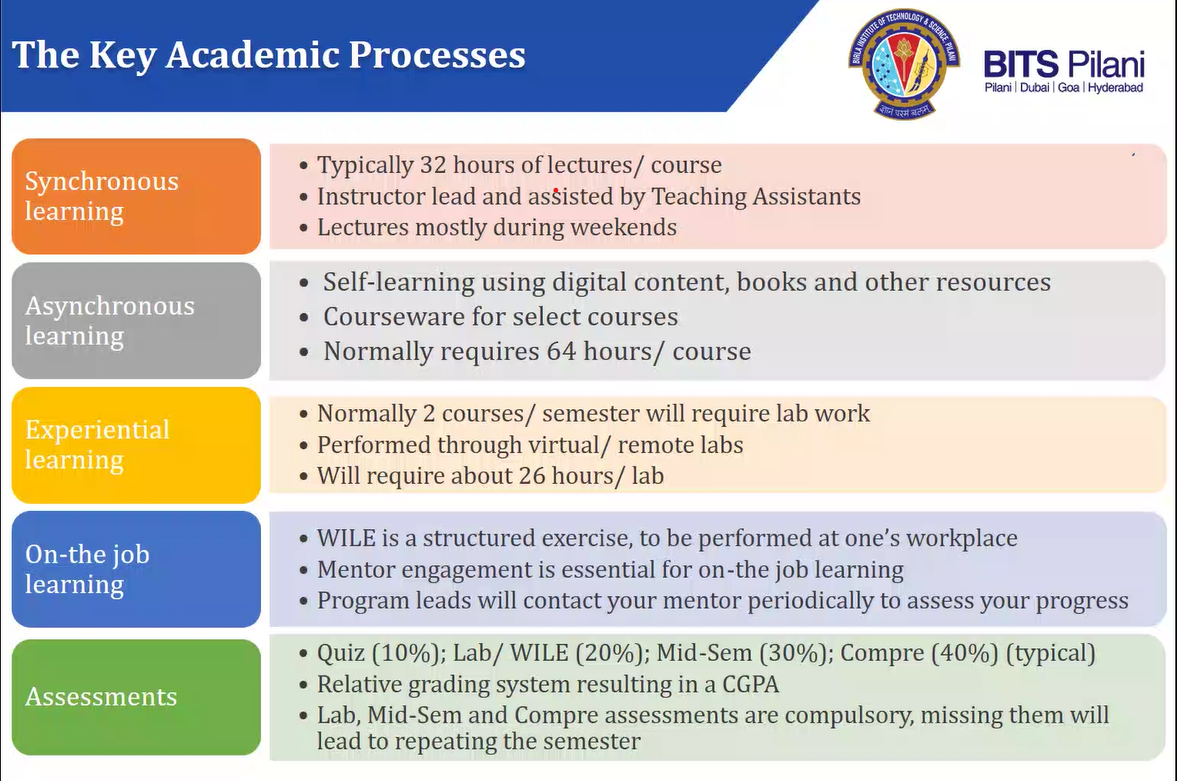 The Key Academic Processes
BIRLA INSTITUTE OF TECHNOLOGY & SCIENCE PILANI
ज्ञानं परमं बलम्
BITS Pilani
Pilani | Dubai | Goa | Hyderabad
Synchronous
learning
• Typically 32 hours of lectures/ course
• Instructor lead and assisted by Teaching Assistants
• Lectures mostly during weekends
Asynchronous
learning
• Self-learning using digital content, books and other resources
• Courseware for select courses
• Normally requires 64 hours/ course
Experiential
learning
• Normally 2 courses/ semester will require lab work
• Performed through virtual/ remote labs
• Will require about 26 hours/ lab
On-the job
learning
• WILE is a structured exercise, to be performed at one’s workplace
• Mentor engagement is essential for on-the job learning
• Program leads will contact your mentor periodically to assess your progress
Assessments
• Quiz (10%); Lab/ WILE (20%); Mid-Sem (30%); Compre (40%) (typical)
• Relative grading system resulting in a CGPA
• Lab, Mid-Sem and Compre assessments are compulsory, missing them will
lead to repeating the semester